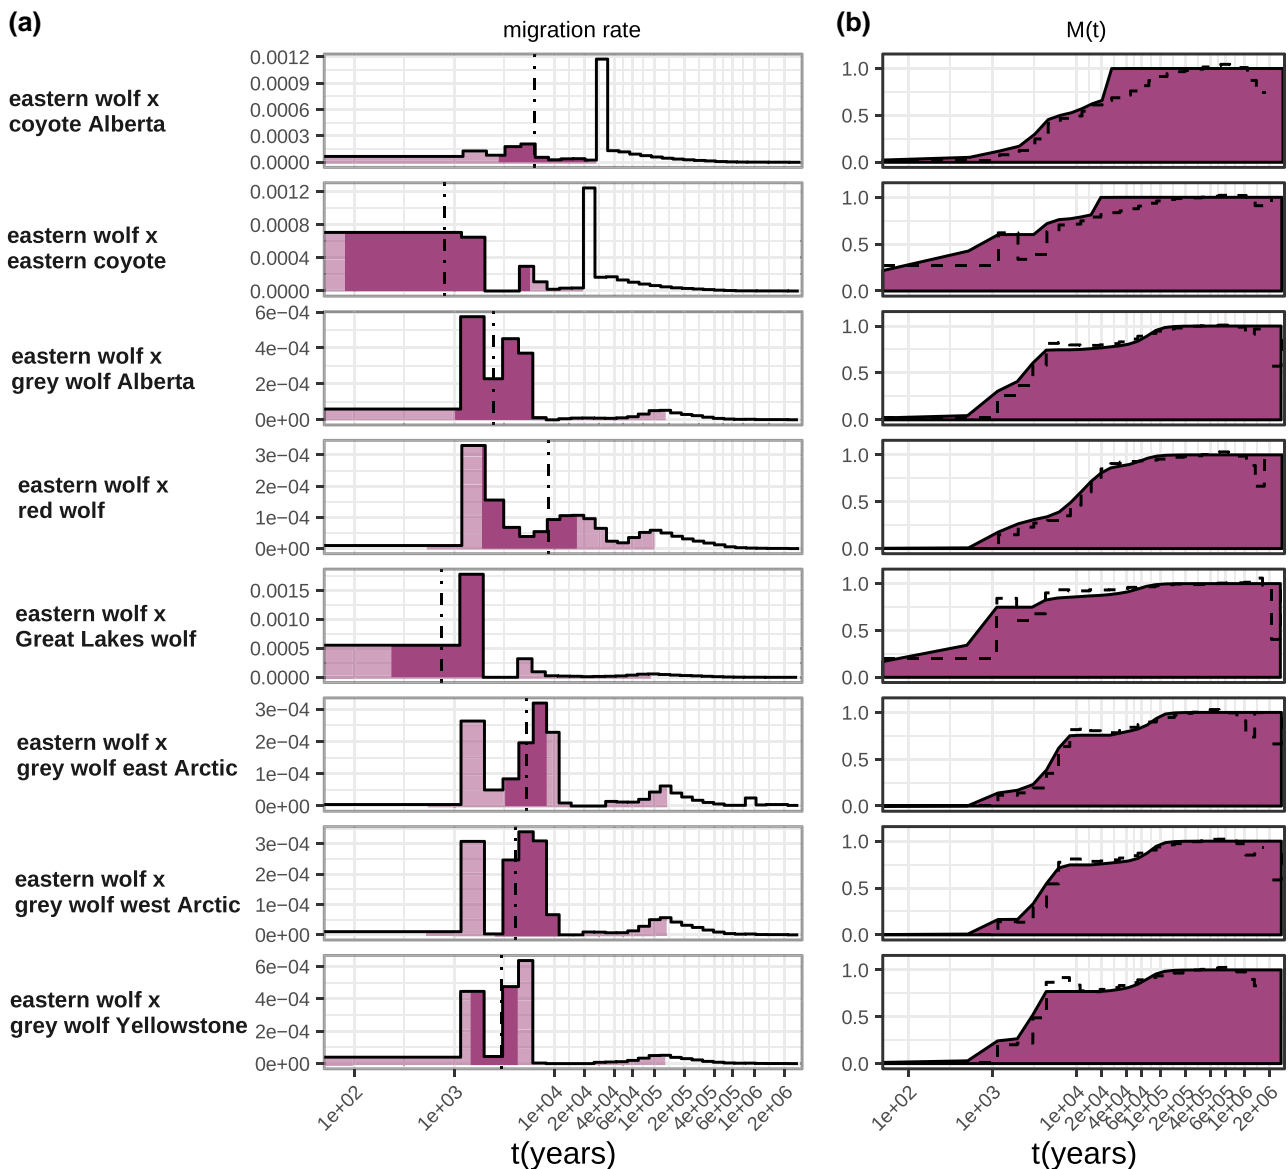 (a)
migration rate
(b)
M(t)
eastern wolf x
coyote Alberta
0.0012
0.0009
0.0006
0.0003
0.0000
1.0
0.5
0.0
eastern wolf x
eastern coyote
0.0012
0.0008
0.0004
0.0000
1.0
0.5
0.0
eastern wolf x
grey wolf Alberta
6e−04
4e−04
2e−04
0e+00
1.0
0.5
0.0
eastern wolf x
red wolf
3e−04
2e−04
1e−04
0e+00
1.0
0.5
0.0
eastern wolf x
Great Lakes wolf
0.0015
0.0010
0.0005
0.0000
1.0
0.5
0.0
eastern wolf x
grey wolf east Arctic
3e−04
2e−04
1e−04
0e+00
1.0
0.5
0.0
eastern wolf x
grey wolf west Arctic
3e−04
2e−04
1e−04
0e+00
1.0
0.5
0.0
eastern wolf x
grey wolf Yellowstone
6e−04
4e−04
2e−04
0e+00
1.0
0.5
0.0
1e+02
1e+03
1e+04
2e+04
4e+04
6e+04
1e+05
2e+05
4e+05
6e+05
1e+06
2e+06
1e+02
1e+03
1e+04
2e+04
4e+04
6e+04
1e+05
2e+05
4e+05
6e+05
1e+06
2e+06
t(years)
t(years)